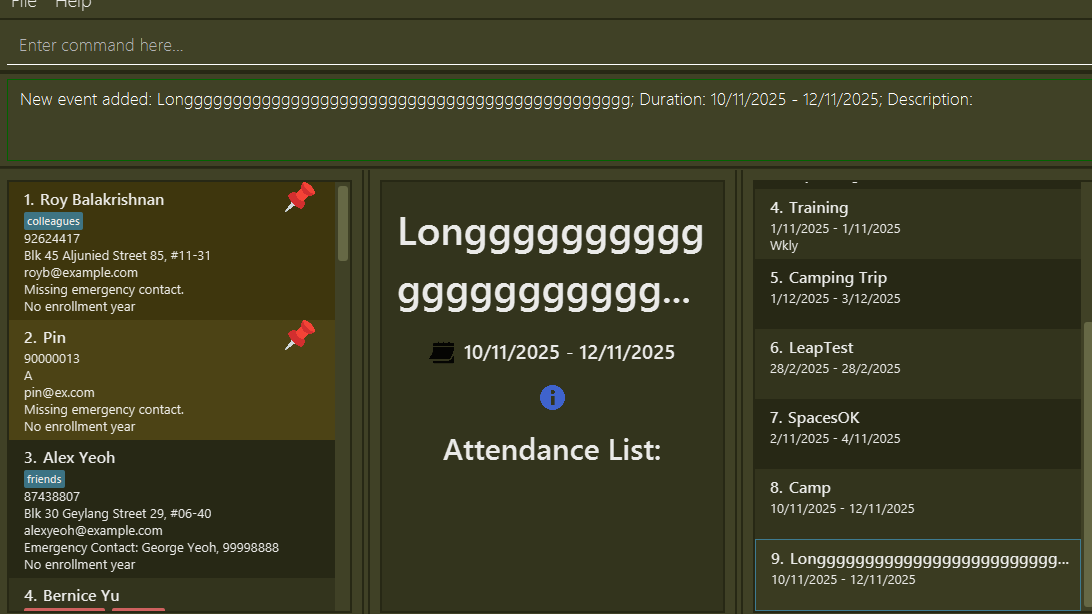 File Help
Enter command here...
New event added: Longggggggggggggggggggggggggggggggggggggggggggggggg; Duration: 10/11/2025 - 12/11/2025; Description:
1. Roy Balakrishnan
colleagues
92624417
Blk 45 Aljunied Street 85, #11-31
royb@example.com
Missing emergency contact.
No enrollment year
2. Pin
90000013
A
pin@ex.com
Missing emergency contact.
No enrollment year
3. Alex Yeoh
friends
87438807
Blk 30 Geylang Street 29, #06-40
alexyeoh@example.com
Emergency Contact: George Yeoh, 99998888
No enrollment year
4. Bernice Yu
Longggggggggggg
ggggggggggggg...
10/11/2025 - 12/11/2025
Attendance List:
4. Training
1/11/2025 - 1/11/2025
Wkly
5. Camping Trip
1/12/2025 - 3/12/2025
6. LeapTest
28/2/2025 - 28/2/2025
7. SpacesOK
2/11/2025 - 4/11/2025
8. Camp
10/11/2025 - 12/11/2025
9. Longgggggggggggggggggggggggggg...
10/11/2025 - 12/11/2025